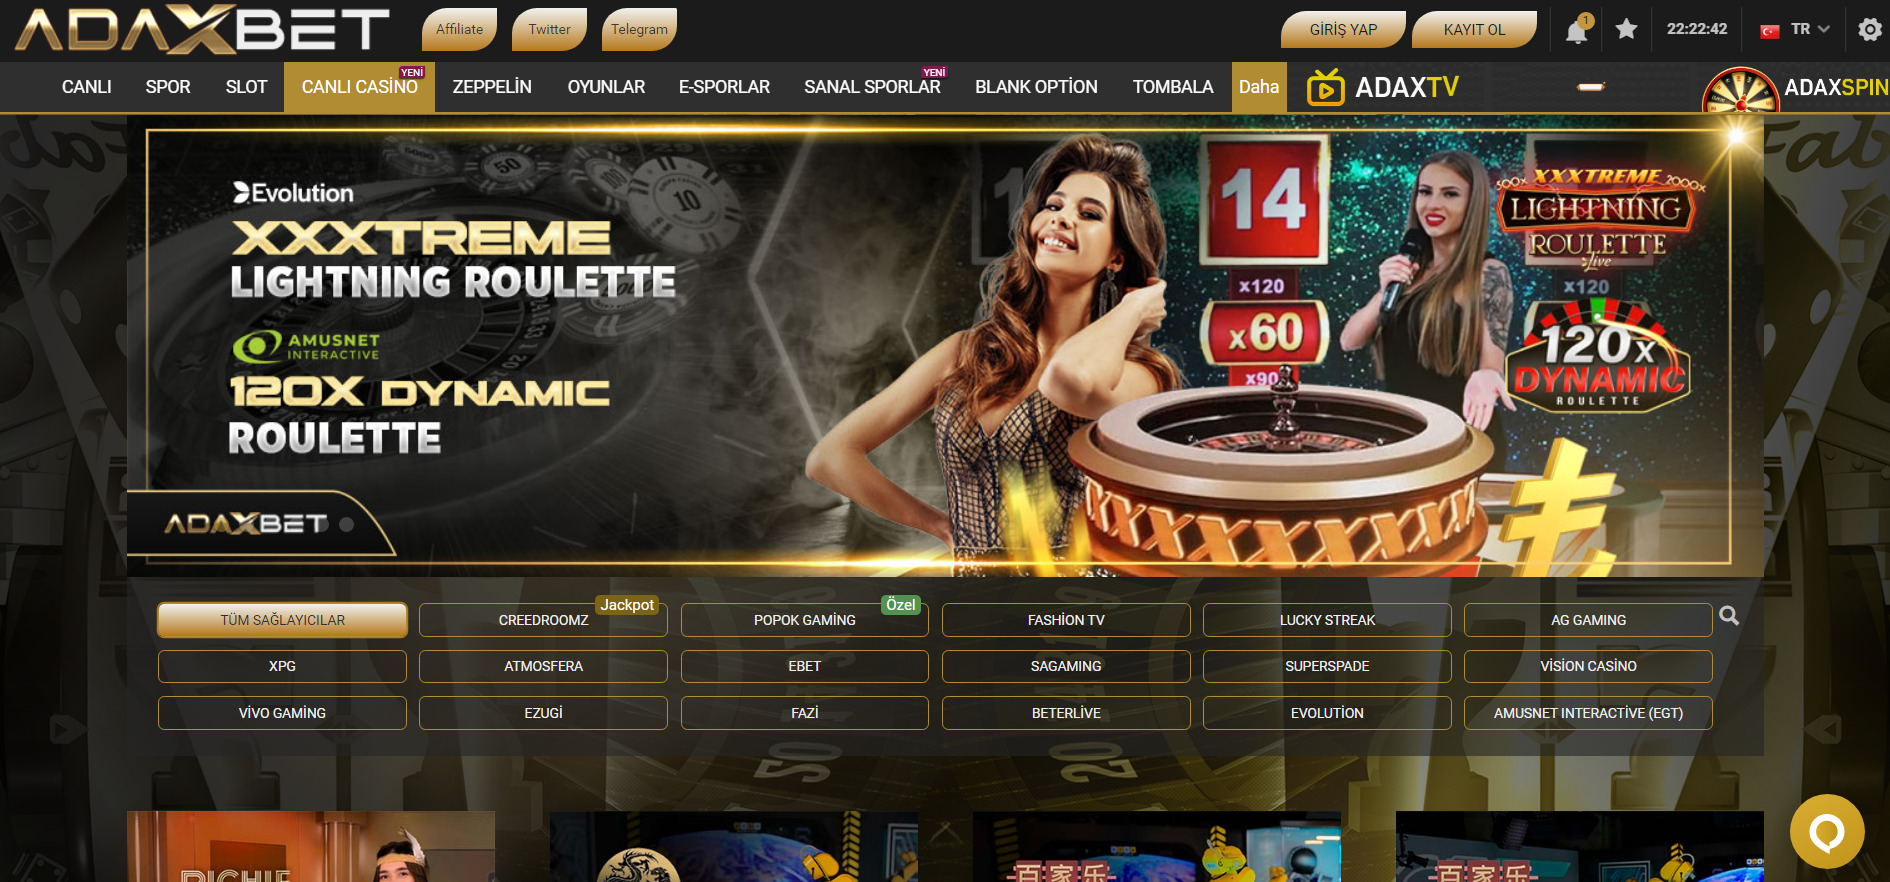 ADAXBET
Affiliate
Twitter
Telegram
GİRİŞ YAP
KAYIT OL
1
22:22:42
TR
CANLI
SPOR
SLOT
CANLI CASİNO
YENİ
ZEPPELİN
OYUNLAR
E-SPORLAR
SANAL SPORLAR
YENİ
BLANK OPTİON
TOMBALA
Daha
ADAXTV
ADAXSPIN
Evolution
XXXTREME
LIGHTNING ROULETTE
AMUSNET
INTERACTIVE
120X DYNAMIC
ROULETTE
ADAXBET
50
10
14
x120
x60
x90
500x XXXTREME 2000x
LIGHTNING
ROULETTE
Live
x120
120x
DYNAMIC
ROULETTE
Fab
TÜM SAĞLAYICILAR
CREEDROOMZ
Jackpot
POPOK GAMİNG
Özel
FASHİON TV
LUCKY STREAK
AG GAMING
XPG
ATMOSFERA
EBET
SAGAMING
SUPERSPADE
VİSİON CASİNO
VİVO GAMİNG
EZUGİ
FAZİ
BETERLİVE
EVOLUTİON
AMUSNET INTERACTİVE (EGT)
RICHIE
百家乐
百家乐